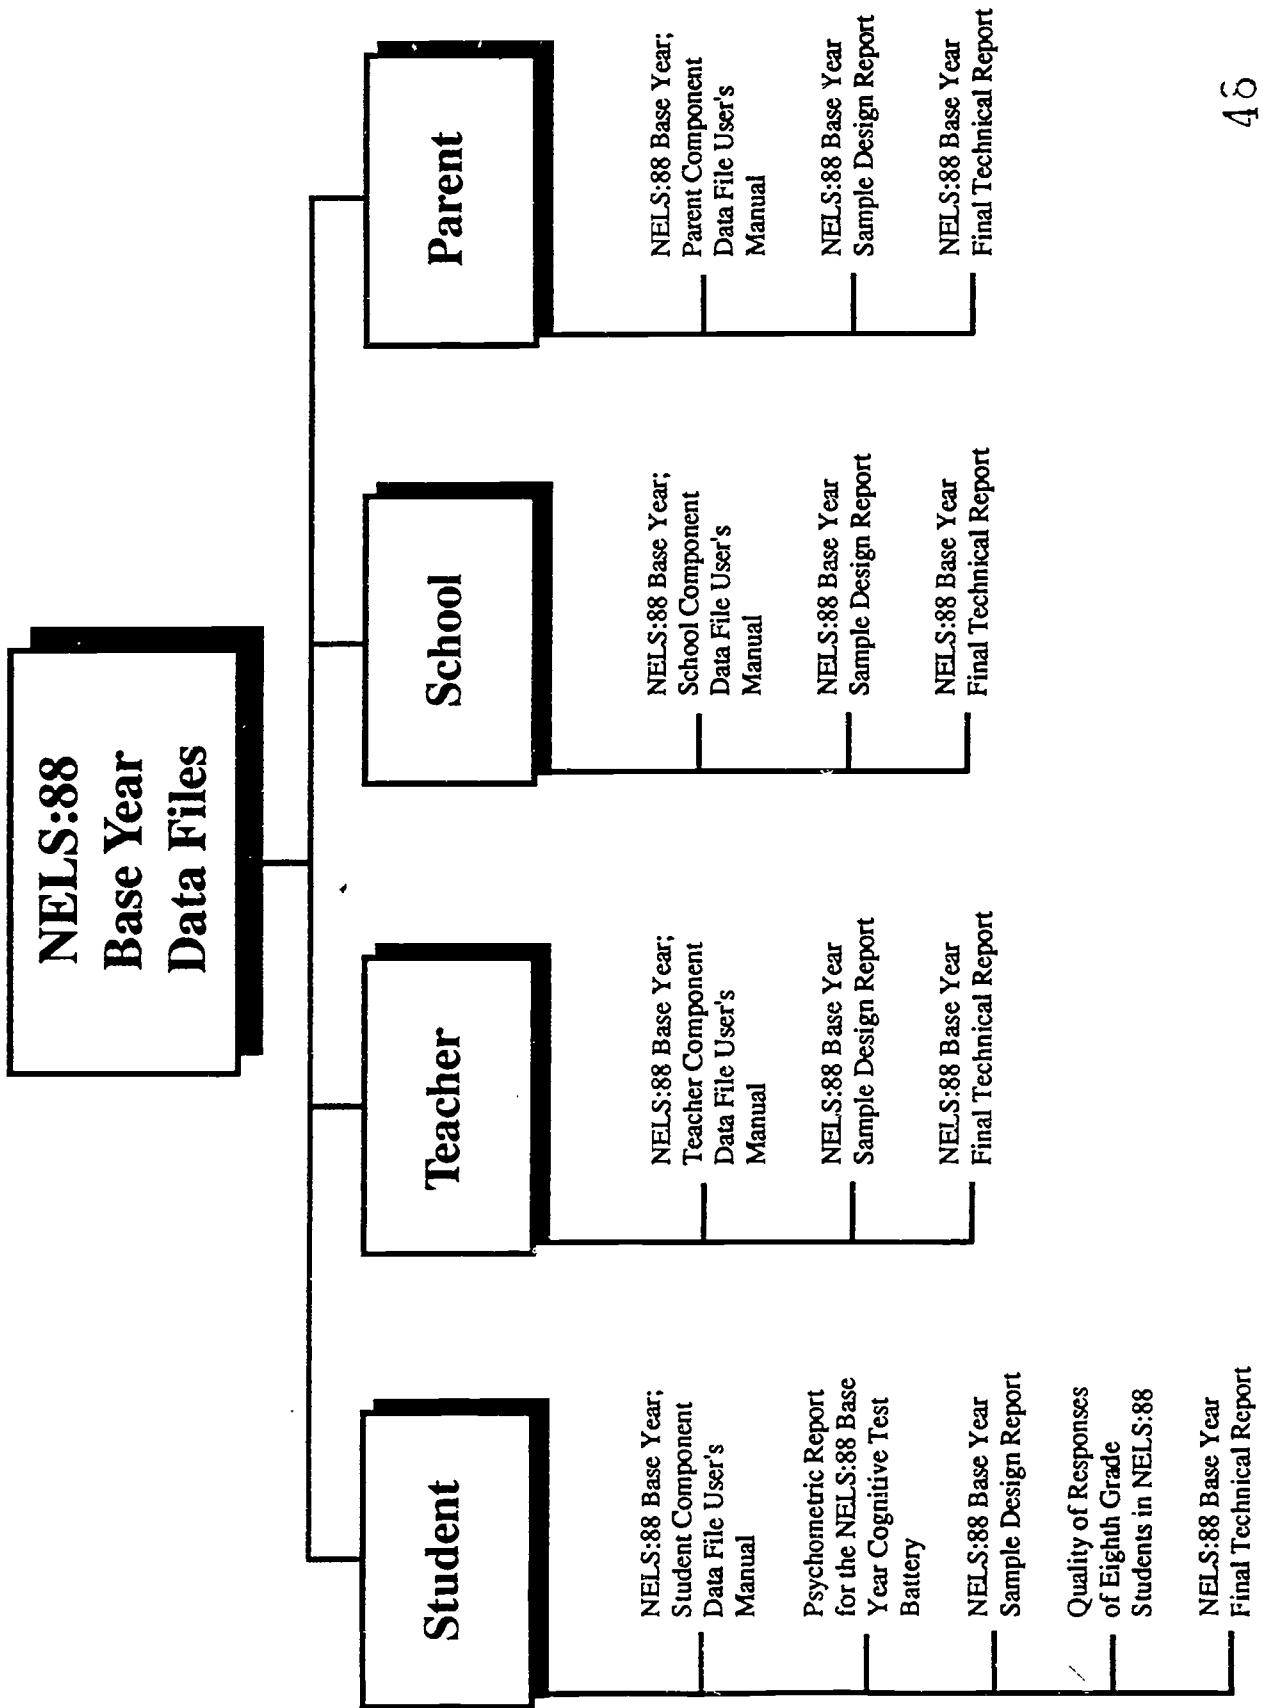 NELS:88
Base Year
Data Files
Student
NELS:88 Base Year;
Student Component
Data File User's
Manual
Psychometric Report
for the NELS:88 Base
Year Cognitive Test
Battery
NELS:88 Base Year
Sample Design Report
Quality of Responses
of Eighth Grade
Students in NELS:88
NELS:88 Base Year
Final Technical Report
Teacher
NELS:88 Base Year;
Teacher Component
Data File User's
Manual
NELS:88 Base Year
Sample Design Report
NELS:88 Base Year
Final Technical Report
School
NELS:88 Base Year;
School Component
Data File User's
Manual
NELS:88 Base Year
Sample Design Report
NELS:88 Base Year
Final Technical Report
Parent
NELS:88 Base Year;
Parent Component
Data File User's
Manual
NELS:88 Base Year
Sample Design Report
NELS:88 Base Year
Final Technical Report